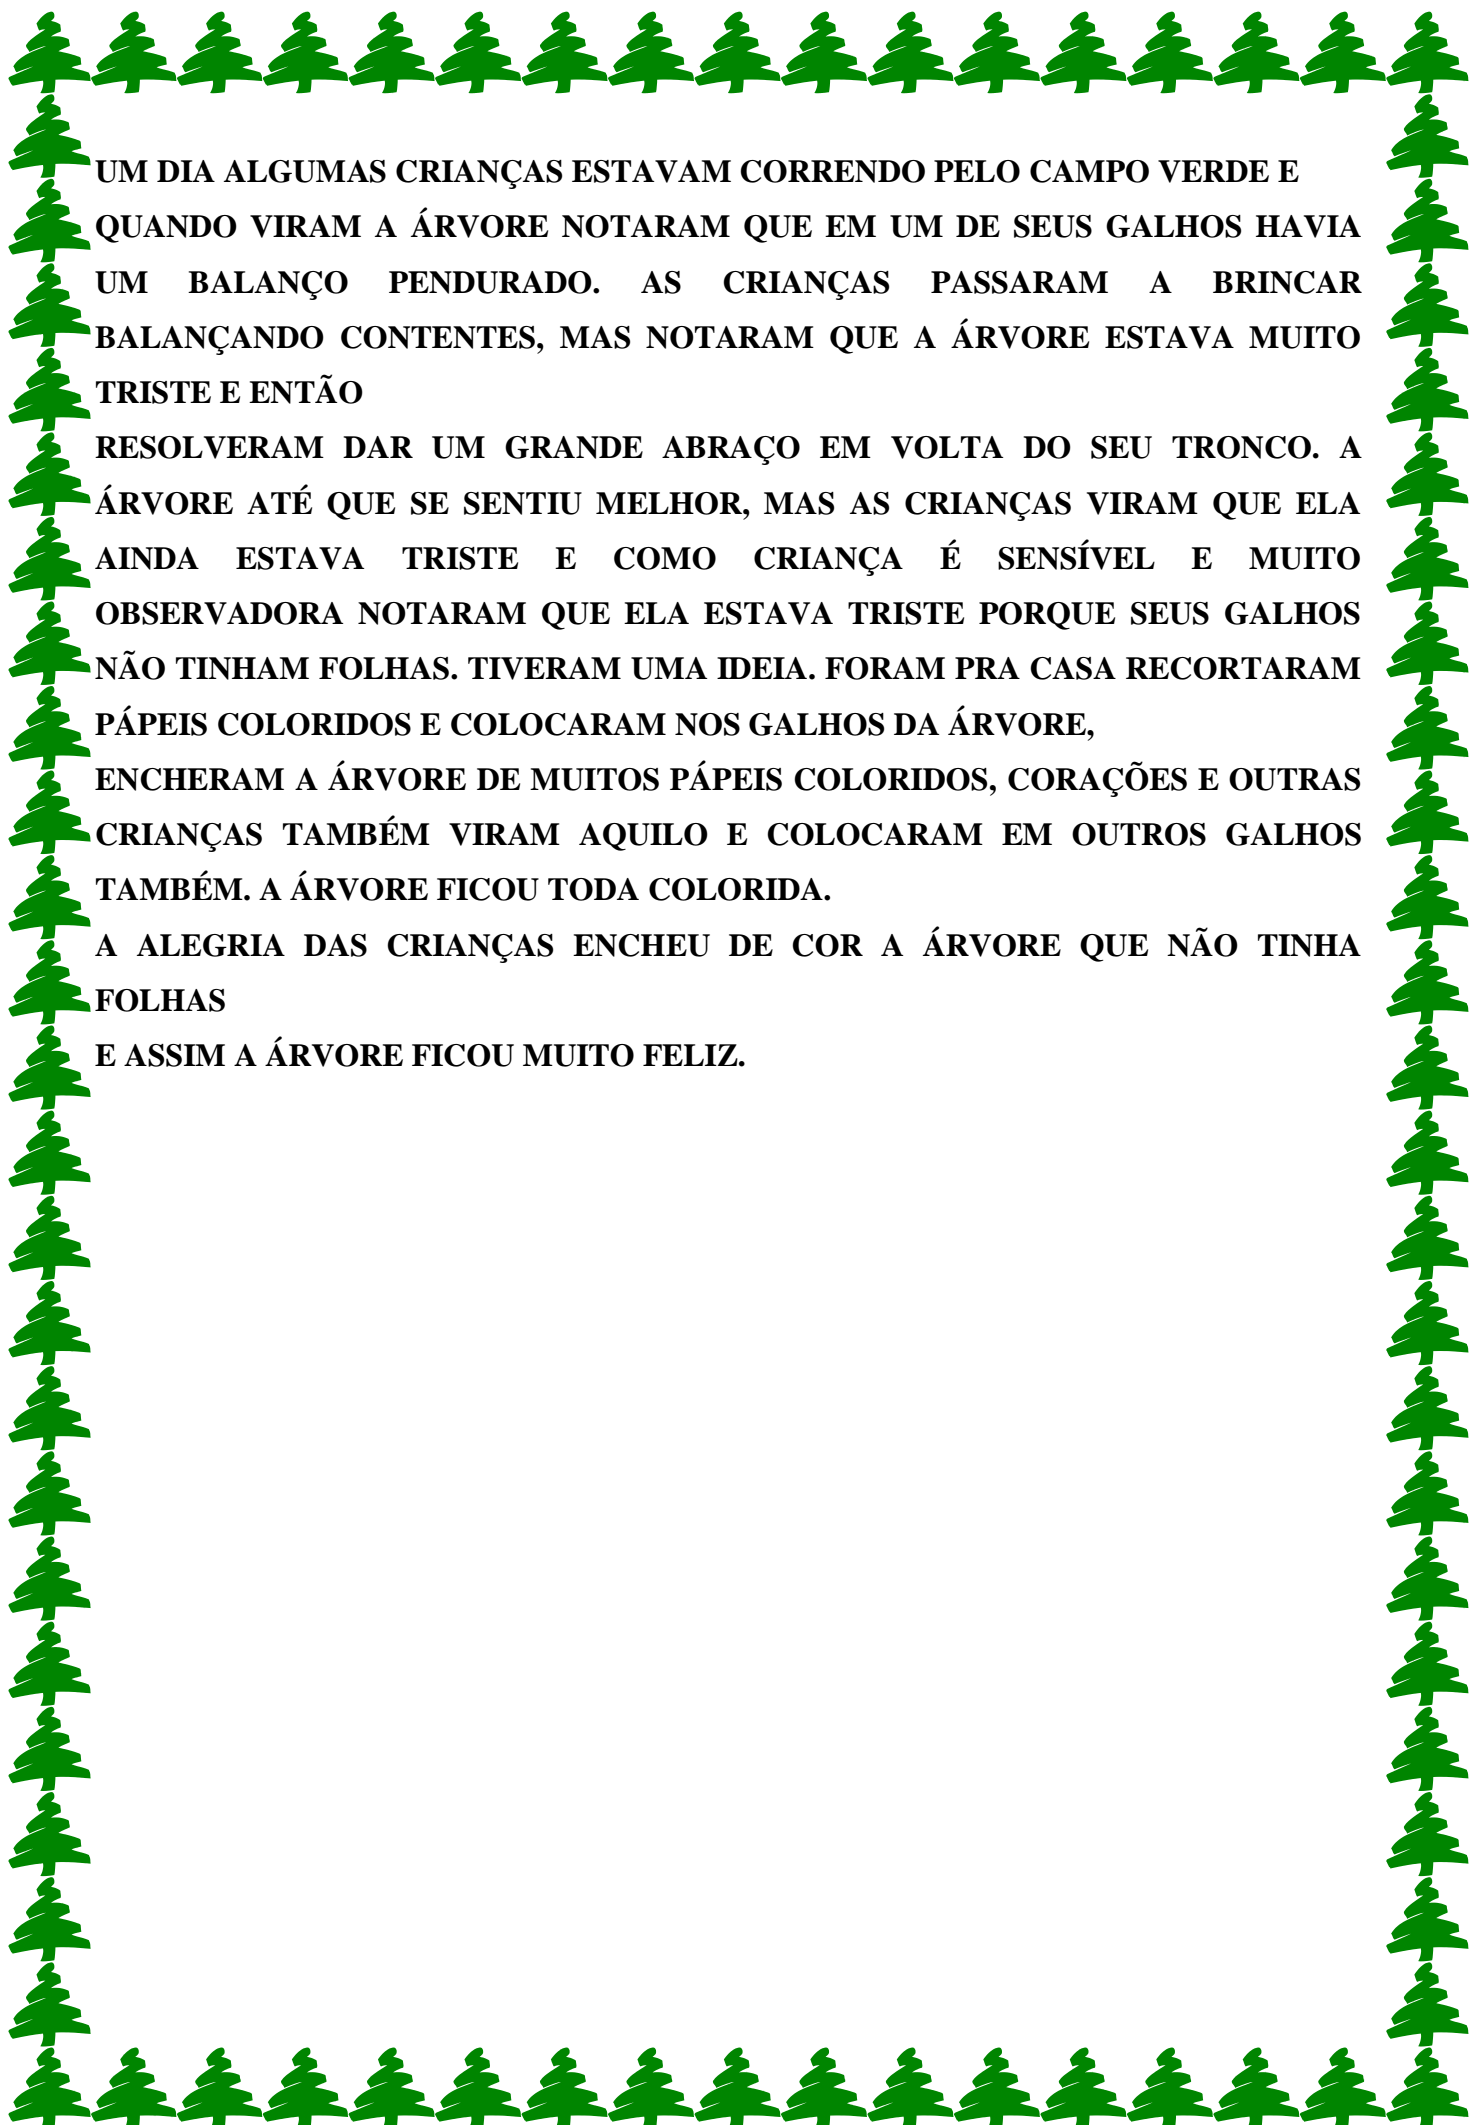 UM DIA ALGUMAS CRIANÇAS ESTAVAM CORRENDO PELO CAMPO VERDE E
QUANDO VIRAM A ÁRVORE NOTARAM QUE EM UM DE SEUS GALHOS HAVIA
UM BALANÇO PENDURADO. AS CRIANÇAS PASSARAM A BRINCAR
BALANÇANDO CONTENTES, MAS NOTARAM QUE A ÁRVORE ESTAVA MUITO
TRISTE E ENTÃO
RESOLVERAM DAR UM GRANDE ABRAÇO EM VOLTA DO SEU TRONCO. A
ÁRVORE ATÉ QUE SE SENTIU MELHOR, MAS AS CRIANÇAS VIRAM QUE ELA
AINDA ESTAVA TRISTE E COMO CRIANÇA É SENSÍVEL E MUITO
OBSERVADORA NOTARAM QUE ELA ESTAVA TRISTE PORQUE SEUS GALHOS
NÃO TINHAM FOLHAS. TIVERAM UMA IDEIA. FORAM PRA CASA RECORTARAM
PÁPEIS COLORIDOS E COLOCARAM NOS GALHOS DA ÁRVORE,
ENCHERAM A ÁRVORE DE MUITOS PÁPEIS COLORIDOS, CORAÇÕES E OUTRAS
CRIANÇAS TAMBÉM VIRAM AQUILO E COLOCARAM EM OUTROS GALHOS
TAMBÉM. A ÁRVORE FICOU TODA COLORIDA.
A ALEGRIA DAS CRIANÇAS ENCHEU DE COR A ÁRVORE QUE NÃO TINHA
FOLHAS
E ASSIM A ÁRVORE FICOU MUITO FELIZ.